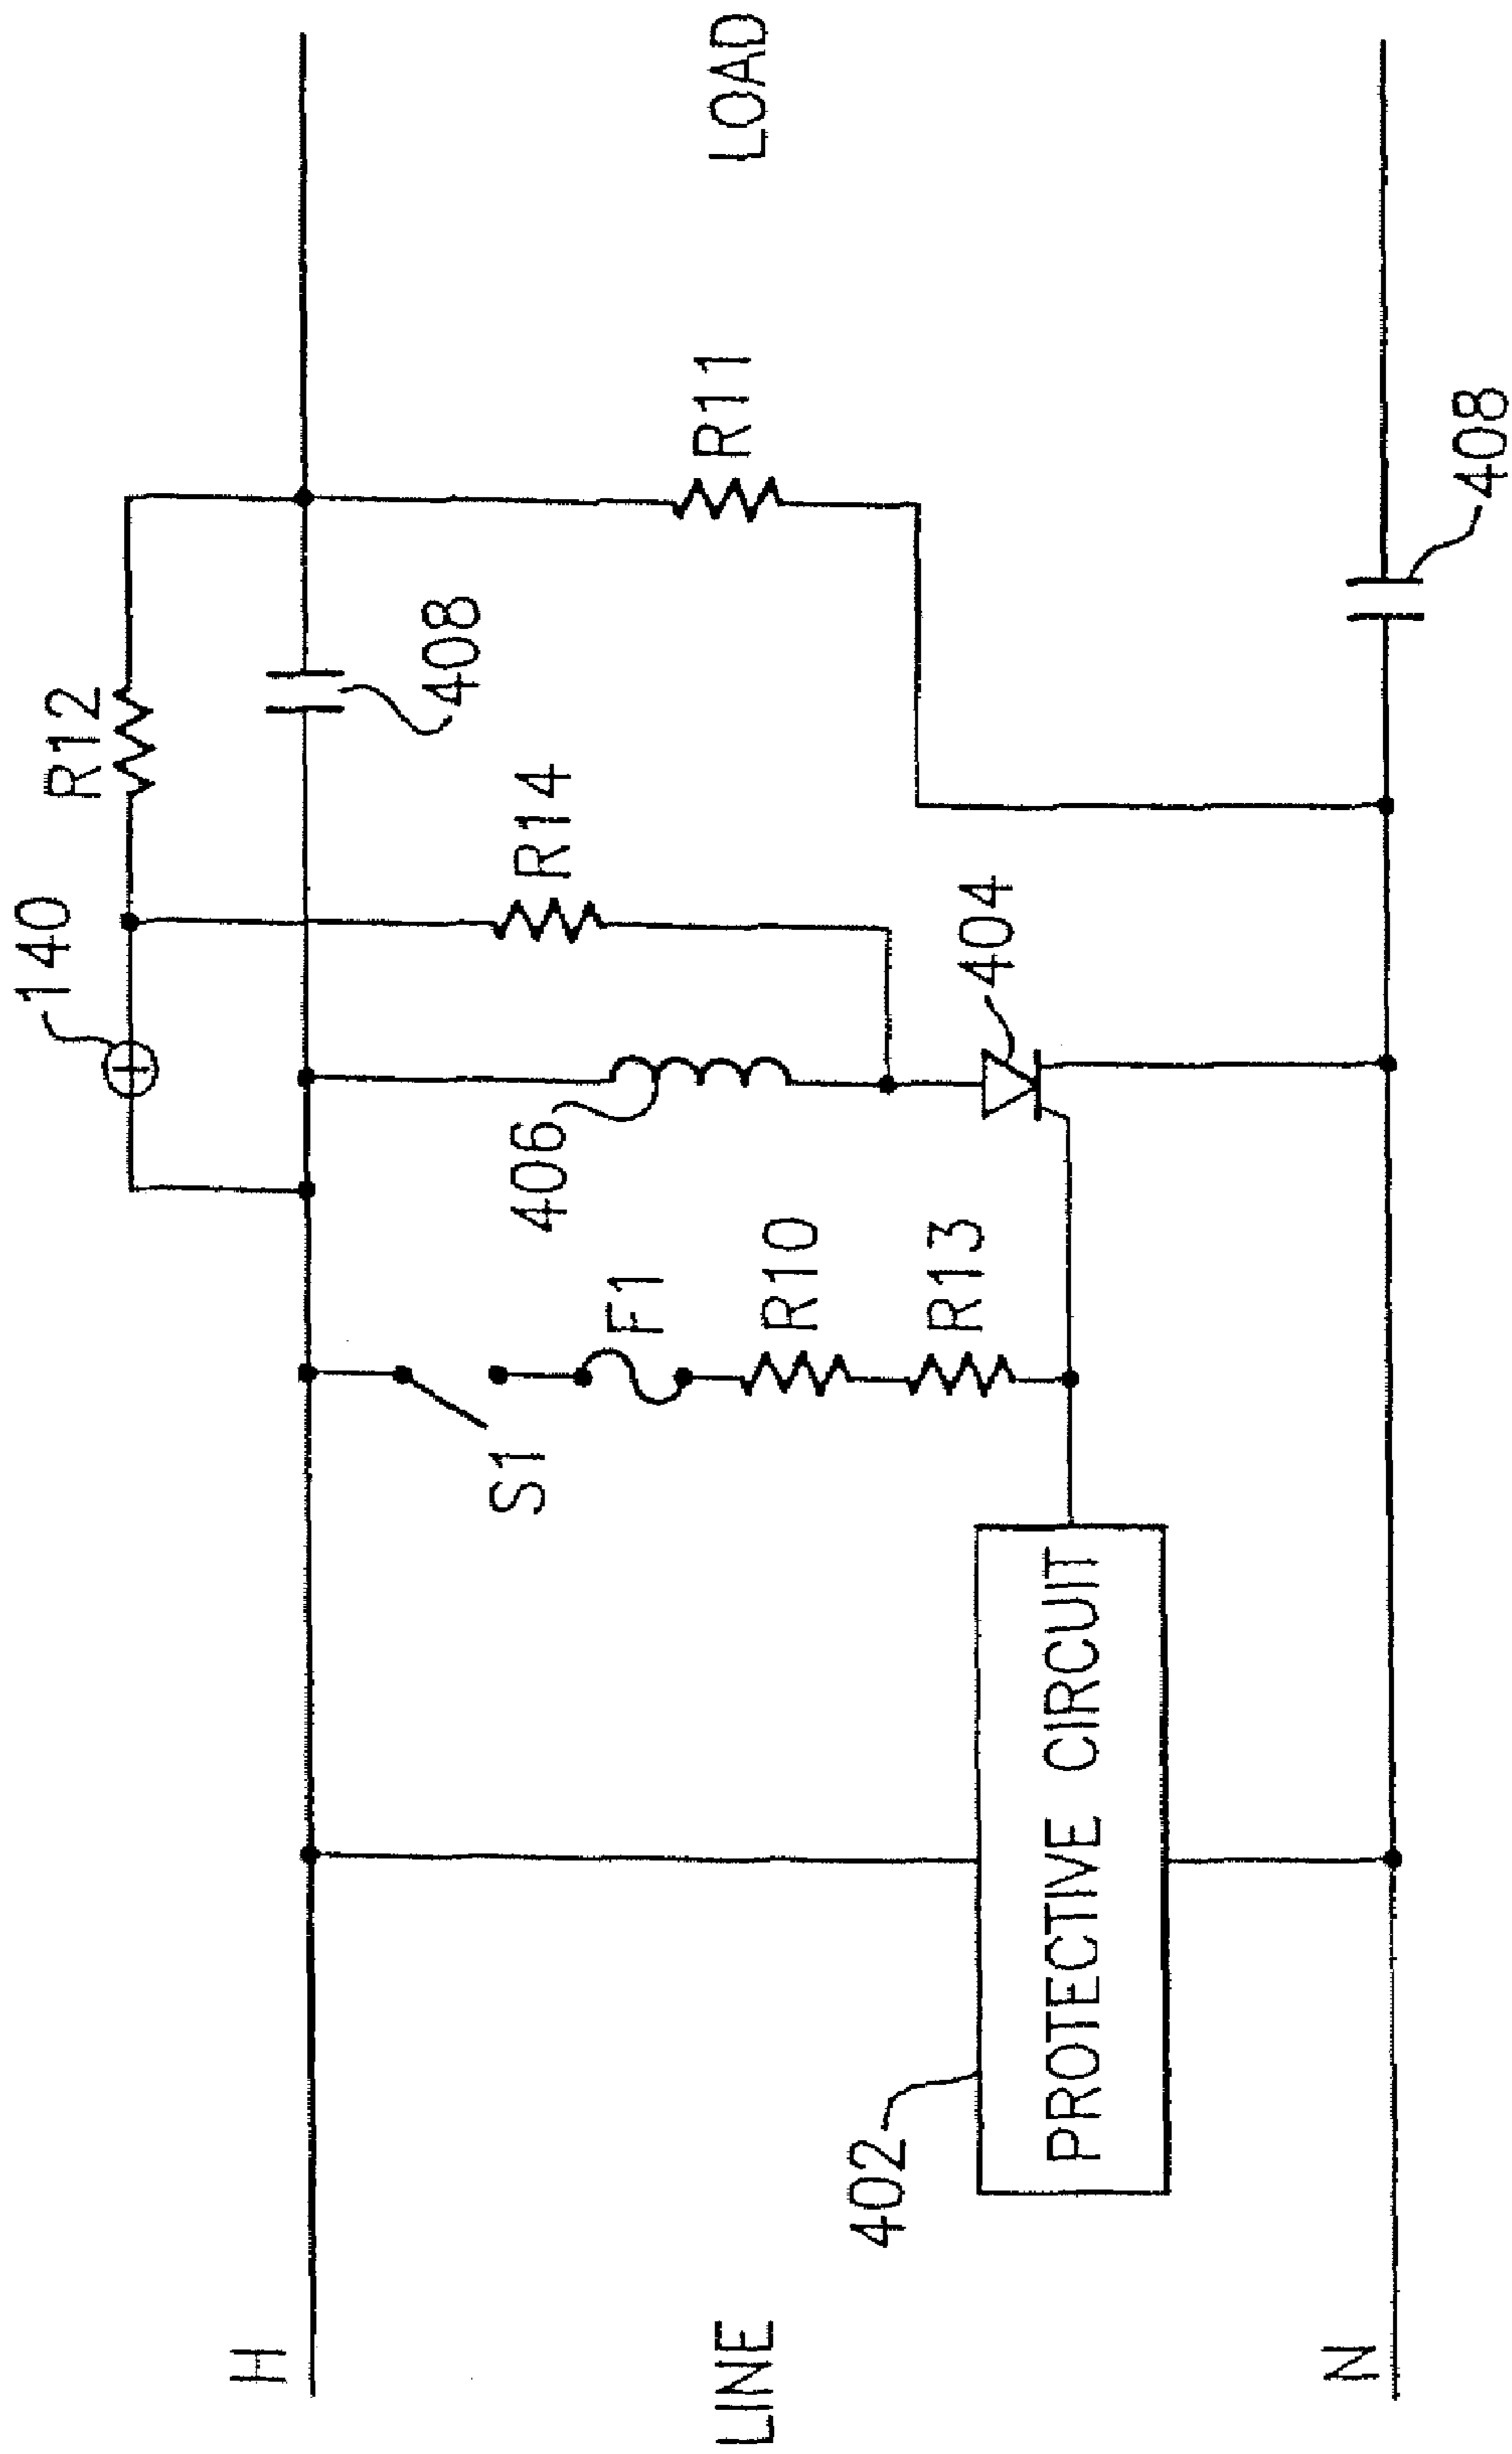 H
LINE
N
402
PROTECTIVE CIRCUIT
S1
F1
R10
R13
406
140
404
R14
R12
408
R11
408
LOAD